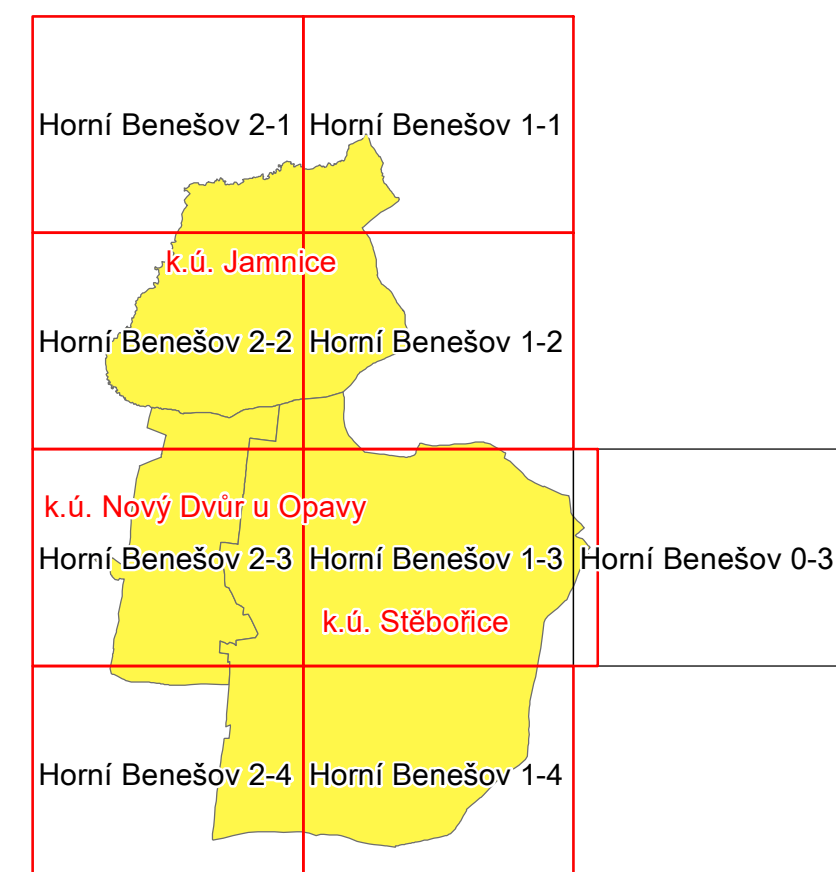 Horní Benešov 2-1
Horní Benešov 1-1
k.ú. Jamnice
Horní Benešov 2-2
Horní Benešov 1-2
k.ú. Nový Dvůr u Opavy
Horní Benešov 2-3
Horní Benešov 1-3
Horní Benešov 0-3
k.ú. Stěbořice
Horní Benešov 2-4
Horní Benešov 1-4